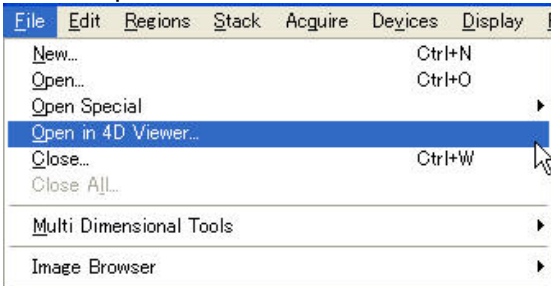 File Edit Regions Stack Acquire Devices Display
New... Ctrl+N
Open... Ctrl+O
Open Special
Open in 4D Viewer...
Close... Ctrl+W
Close All...
Multi Dimensional Tools
Image Browser